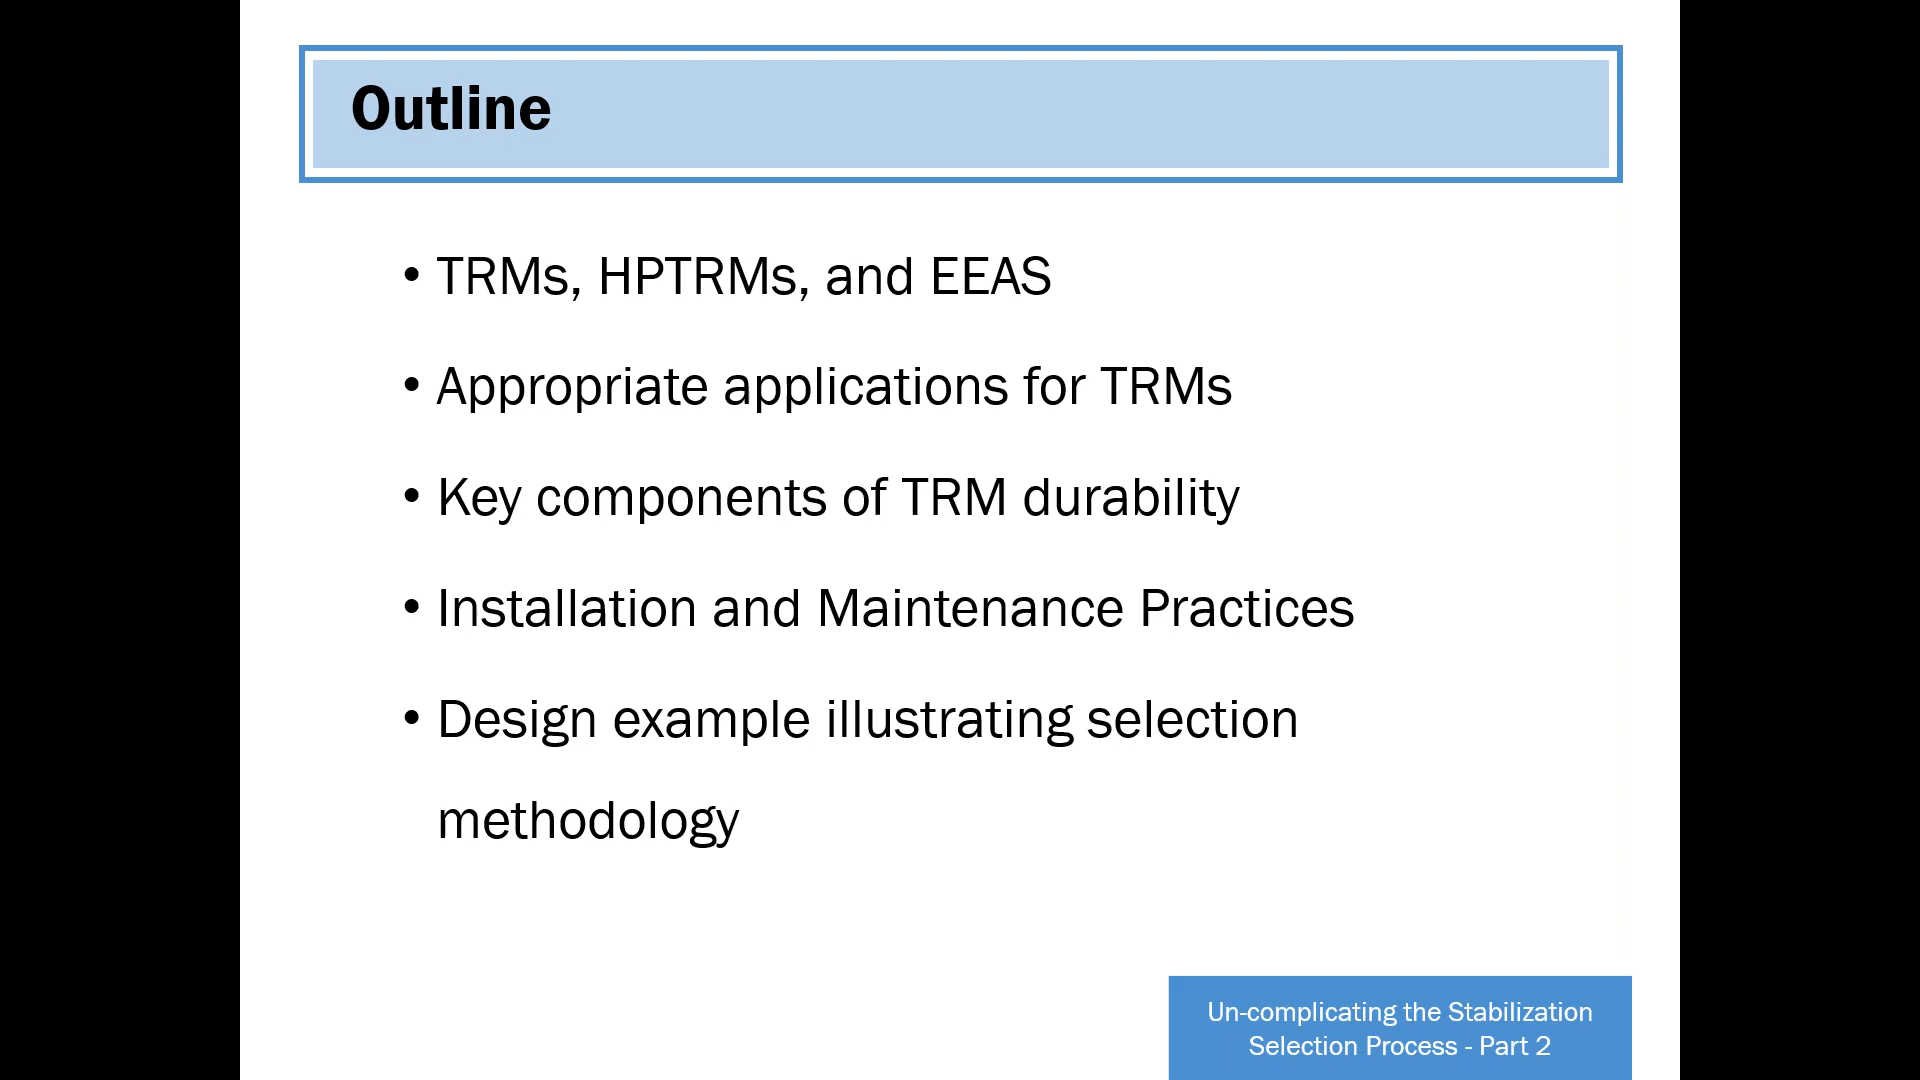 Outline
• TRMs, HPTRMs, and EEAS
• Appropriate applications for TRMs
• Key components of TRM durability
• Installation and Maintenance Practices
• Design example illustrating selection
methodology
Un-complicating the Stabilization
Selection Process - Part 2